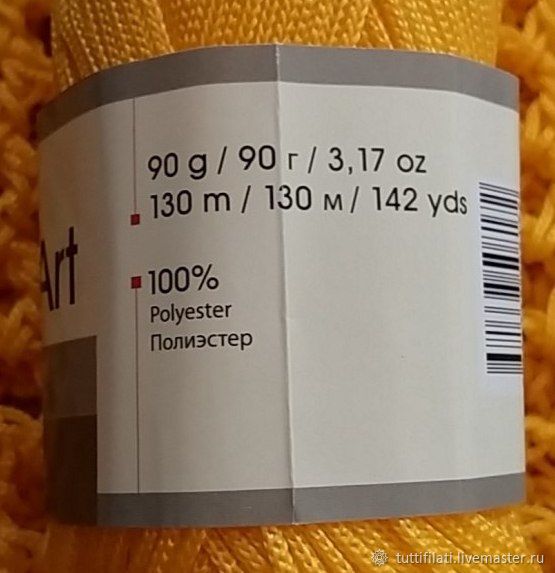 90 g / 90 г / 3,17 oz
130 m / 130 м / 142 yds
Art
100%
Polyester
Полиэстер
tuttifilati.livemaster.ru